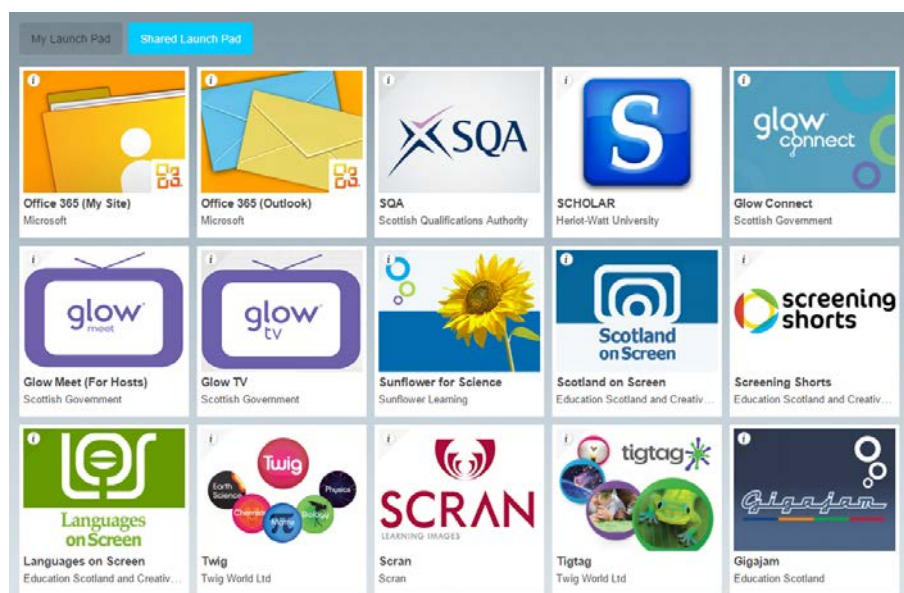 My Launch Pad
Shared Launch Pad
SQA
S
glow
connect
Office 365 (My Site)
Microsoft
Office 365 (Outlook)
Microsoft
SQA
Scottish Qualifications Authority
SCHOLAR
Heriot-Watt University
Glow Connect
Scottish Government
glow
meet
glow
tv
Scotland
on Screen
screening
shorts
Glow Meet (For Hosts)
Scottish Government
Glow TV
Scottish Government
Sunflower for Science
Sunflower Learning
Scotland on Screen
Education Scotland and Creativ...
Screening Shorts
Education Scotland and Creativ...
Languages
on Screen
Twig
Earth
Science
Physics
Chemistry
Maths
Biology
SCRAN
LEARNING IMAGES
tigtag
Gigajam
Languages on Screen
Education Scotland and Creativ...
Twig
Twig World Ltd
Scran
Scran
Tigtag
Twig World Ltd
Gigajam
Education Scotland